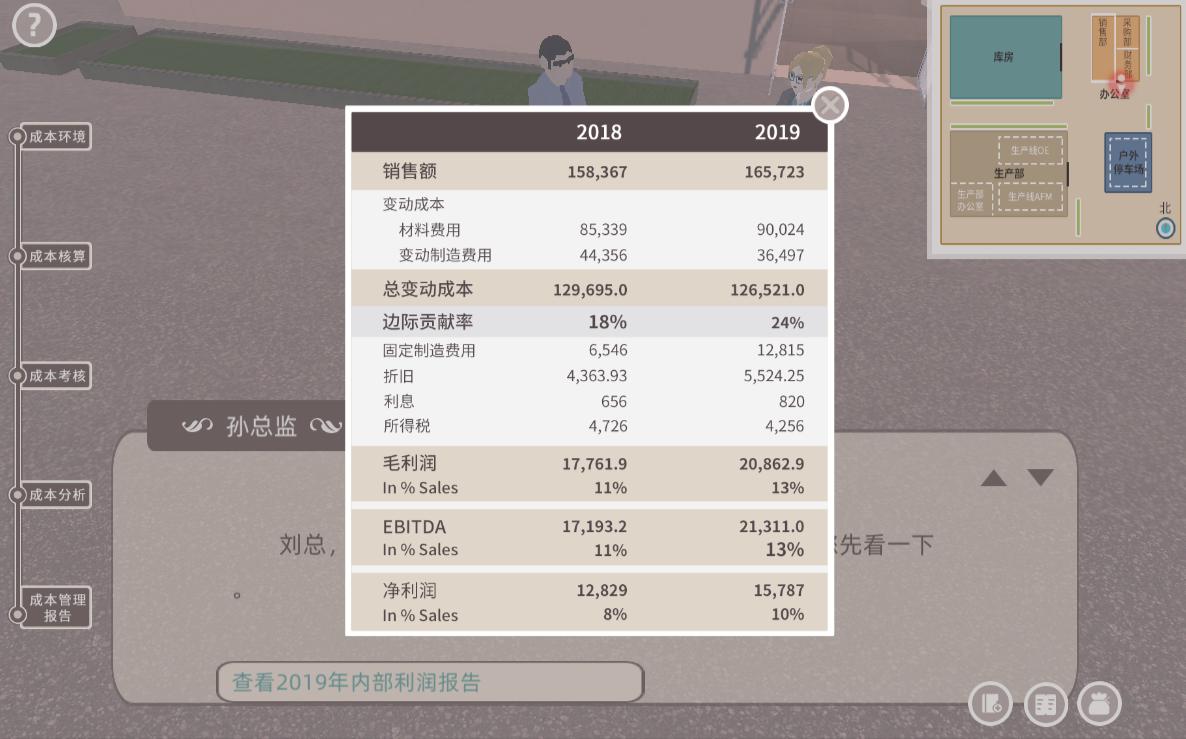 ?
成本环境
成本核算
成本考核
成本分析
成本管理
报告
2018 2019
销售额 158,367 165,723
变动成本
材料费用 85,339 90,024
变动制造费用 44,356 36,497
总变动成本 129,695.0 126,521.0
边际贡献率 18% 24%
固定制造费用 6,546 12,815
折旧 4,363.93 5,524.25
利息 656 820
所得税 4,726 4,256
毛利润 17,761.9 20,862.9
In % Sales 11% 13%
EBITDA 17,193.2 21,311.0
In % Sales 11% 13%
净利润 12,829 15,787
In % Sales 8% 10%
孙总监
刘总， 先看一下
。
查看2019年内部利润报告
库房
销售部
采购部
财务部
办公室
生产线OE
生产部
生产部
办公室
生产线AFM
户外
停车场
北